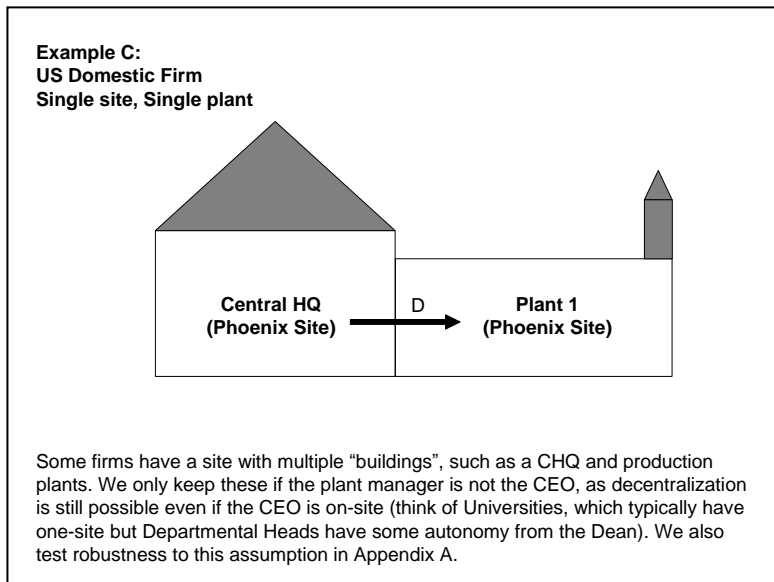 Example C:
US Domestic Firm
Single site, Single plant
Central HQ
(Phoenix Site)
D
Plant 1
(Phoenix Site)
Some firms have a site with multiple “buildings”, such as a CHQ and production
plants. We only keep these if the plant manager is not the CEO, as decentralization
is still possible even if the CEO is on-site (think of Universities, which typically have
one-site but Departmental Heads have some autonomy from the Dean). We also
test robustness to this assumption in Appendix A.